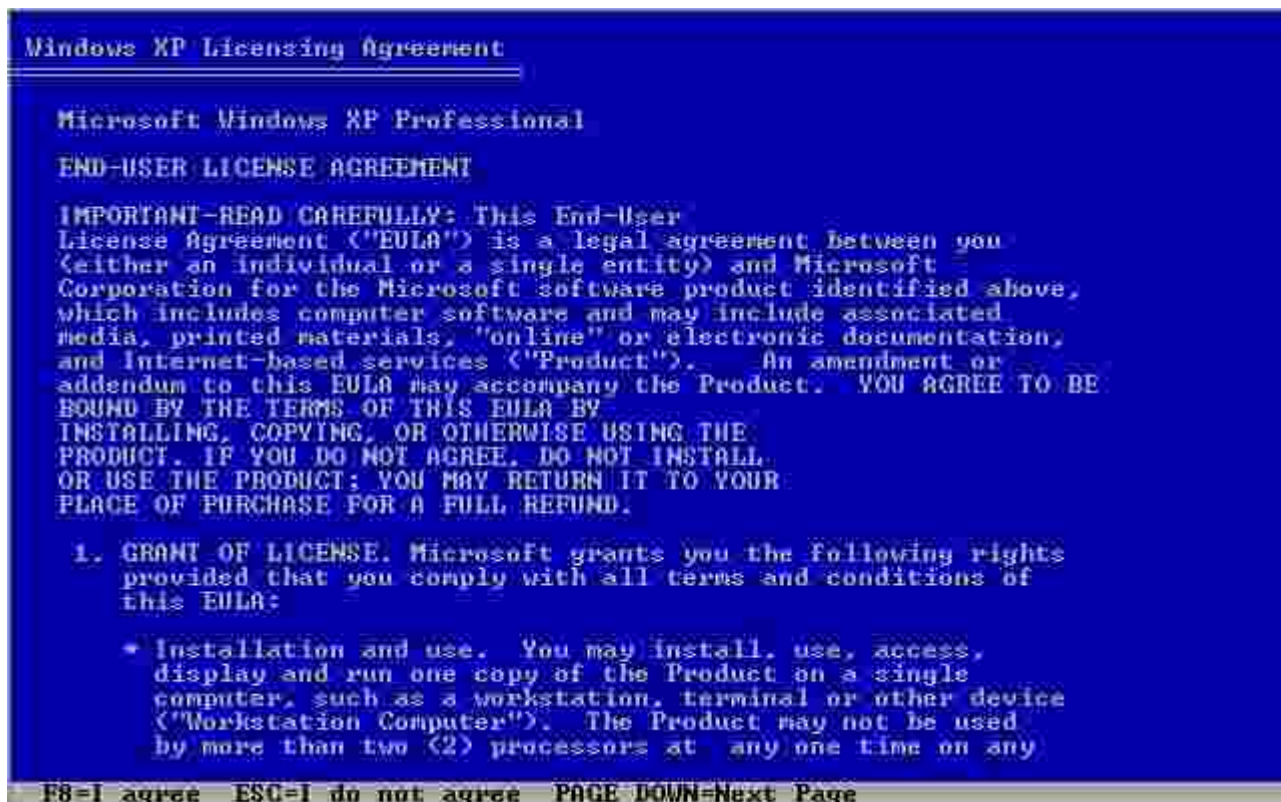 Windows XP Licensing Agreement
Microsoft Windows XP Professional
END-USER LICENSE AGREEMENT
IMPORTANT-READ CAREFULLY: This End-User
License Agreement ("EULA") is a legal agreement between you
(either an individual or a single entity) and Microsoft
Corporation for the Microsoft software product identified above,
which includes computer software and may include associated
media, printed materials, "online" or electronic documentation,
and Internet-based services ("Product"). An amendment or
addendum to this EULA may accompany the Product. YOU AGREE TO BE
BOUND BY THE TERMS OF THIS EULA BY
INSTALLING, COPYING, OR OTHERWISE USING THE
PRODUCT. IF YOU DO NOT AGREE, DO NOT INSTALL
OR USE THE PRODUCT; YOU MAY RETURN IT TO YOUR
PLACE OF PURCHASE FOR A FULL REFUND.
1. GRANT OF LICENSE. Microsoft grants you the following rights
provided that you comply with all terms and conditions of
this EULA:
* Installation and use. You may install, use, access,
display and run one copy of the Product on a single
computer, such as a workstation, terminal or other device
("Workstation Computer"). The Product may not be used
by more than two (2) processors at any one time on any
F8=I agree ESC=I do not agree PAGE DOWN=Next Page